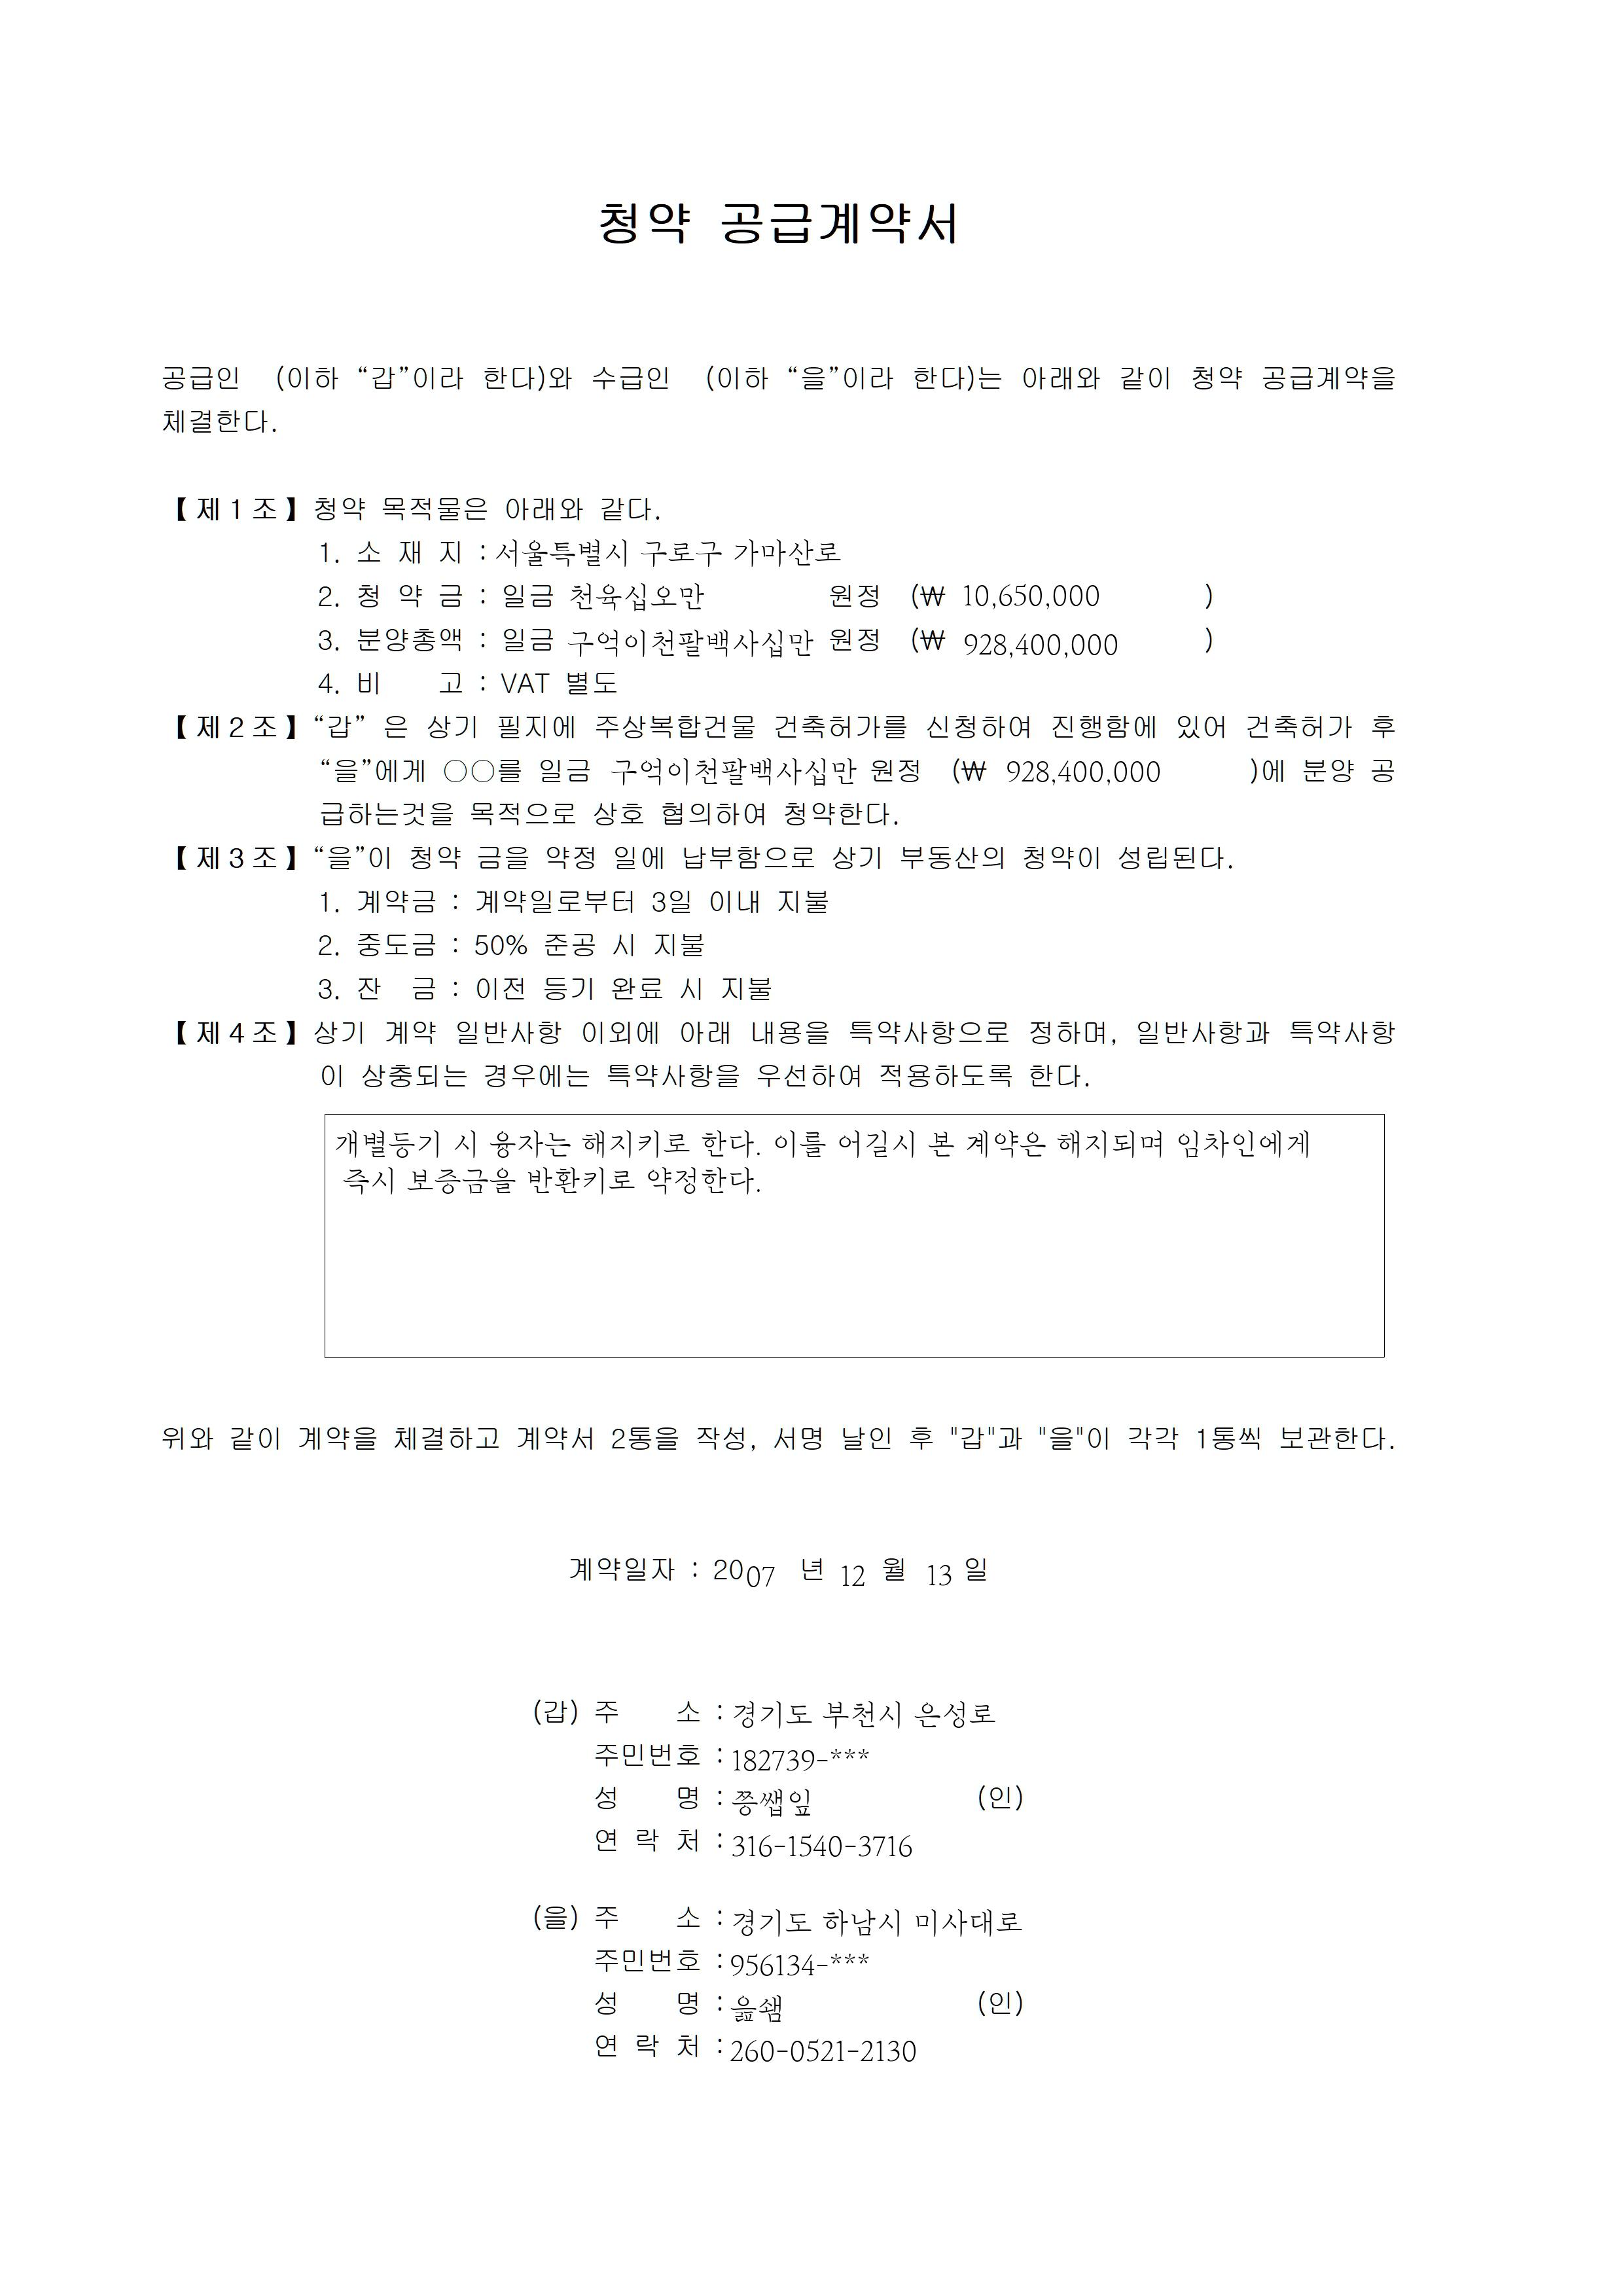 청약 공급계약서
공급인 (이하 “갑”이라 한다)와 수급인 (이하 “을”이라 한다)는 아래와 같이 청약 공급계약을
체결한다.
【제1조】청약 목적물은 아래와 같다.
1. 소 재 지 : 서울특별시 구로구 가마산로
2. 청 약 금 : 일금 천육십오만 원정 (₩ 10,650,000 )
3. 분양총액 : 일금 구억이천팔백사십만 원정 (₩ 928,400,000 )
4. 비 고 : VAT 별도
【제2조】“갑” 은 상기 필지에 주상복합건물 건축허가를 신청하여 진행함에 있어 건축허가 후
“을”에게 ○○를 일금 구억이천팔백사십만 원정 (₩ 928,400,000 )에 분양 공
급하는것을 목적으로 상호 협의하여 청약한다.
【제3조】“을”이 청약 금을 약정 일에 납부함으로 상기 부동산의 청약이 성립된다.
1. 계약금 : 계약일로부터 3일 이내 지불
2. 중도금 : 50% 준공 시 지불
3. 잔 금 : 이전 등기 완료 시 지불
【제4조】상기 계약 일반사항 이외에 아래 내용을 특약사항으로 정하며, 일반사항과 특약사항
이 상충되는 경우에는 특약사항을 우선하여 적용하도록 한다.
개별등기 시 융자는 해지키로 한다. 이를 어길시 본 계약은 해지되며 임차인에게
즉시 보증금을 반환키로 약정한다.
위와 같이 계약을 체결하고 계약서 2통을 작성, 서명 날인 후 "갑"과 "을"이 각각 1통씩 보관한다.
계약일자 : 2007 년 12 월 13 일
(갑) 주 소 : 경기도 부천시 은성로
주민번호 : 182739-***
성 명 : 쯩쌥잎 (인)
연 락 처 : 316-1540-3716
(을) 주 소 : 경기도 하남시 미사대로
주민번호 : 956134-***
성 명 : (인)
연 락 처 : 260-0521-2130